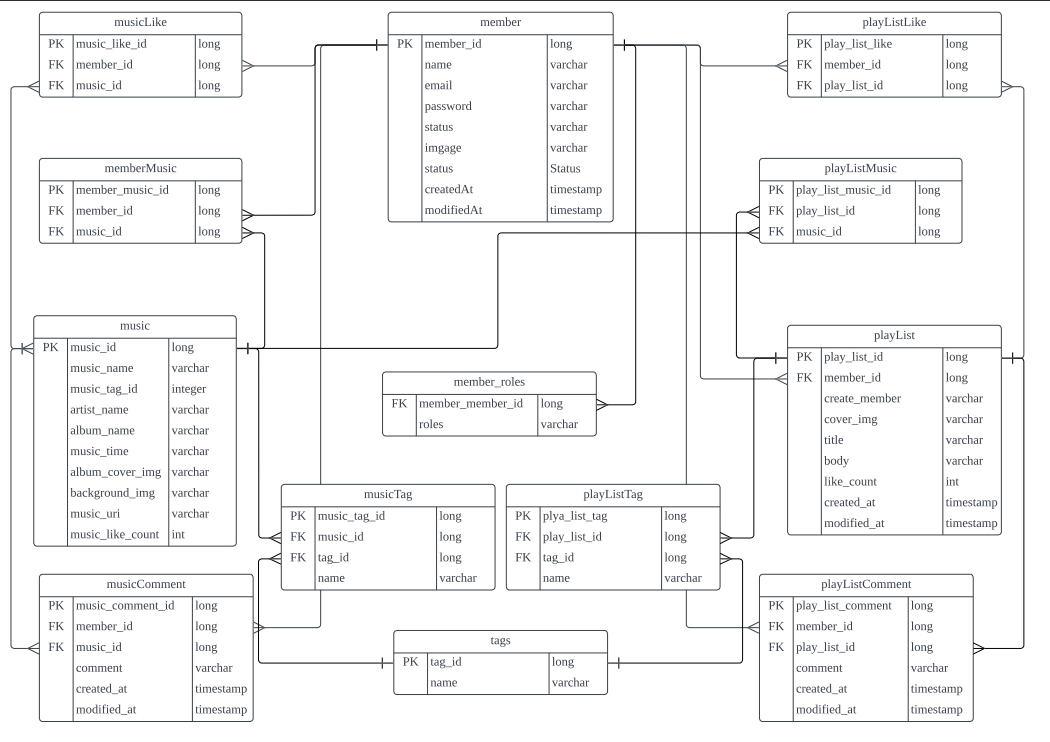 musicLike
PK music_like_id long
FK member_id long
FK music_id long
member
PK member_id long
name varchar
email varchar
password varchar
status varchar
imgage varchar
status Status
createdAt timestamp
modifiedAt timestamp
playListLike
PK play_list_like long
FK member_id long
FK play_list_id long
memberMusic
PK member_music_id long
FK member_id long
FK music_id long
playListMusic
PK play_list_music_id long
FK play_list_id long
FK music_id long
music
PK music_id long
music_name varchar
music_tag_id integer
artist_name varchar
album_name varchar
music_time varchar
album_cover_img varchar
background_img varchar
music_uri varchar
music_like_count int
member_roles
FK member_member_id long
roles varchar
playList
PK play_list_id long
FK member_id long
create_member varchar
cover_img varchar
title varchar
body varchar
like_count int
created_at timestamp
modified_at timestamp
musicTag
PK music_tag_id long
FK music_id long
FK tag_id long
name varchar
playListTag
PK plya_list_tag long
FK play_list_id long
FK tag_id long
name varchar
musicComment
PK music_comment_id long
FK member_id long
FK music_id long
comment varchar
created_at timestamp
modified_at timestamp
tags
PK tag_id long
name varchar
playListComment
PK play_list_comment long
FK member_id long
FK play_list_id long
comment varchar
created_at timestamp
modified_at timestamp